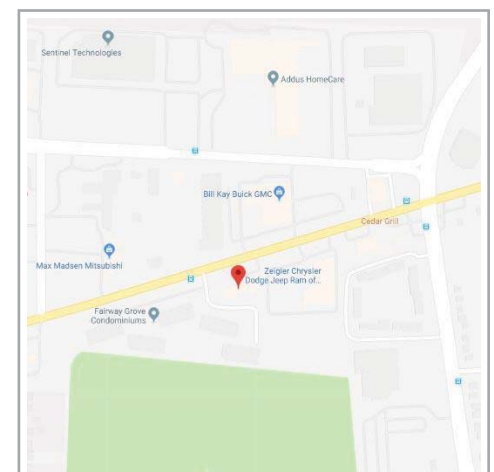 Sentinel Technologies
Addus HomeCare
Bill Kay Buick GMC
Cedar Grill
Max Madsen Mitsubishi
Zeigler Chrysler
Dodge Jeep Ram of...
Fairway Grove
Condominiums